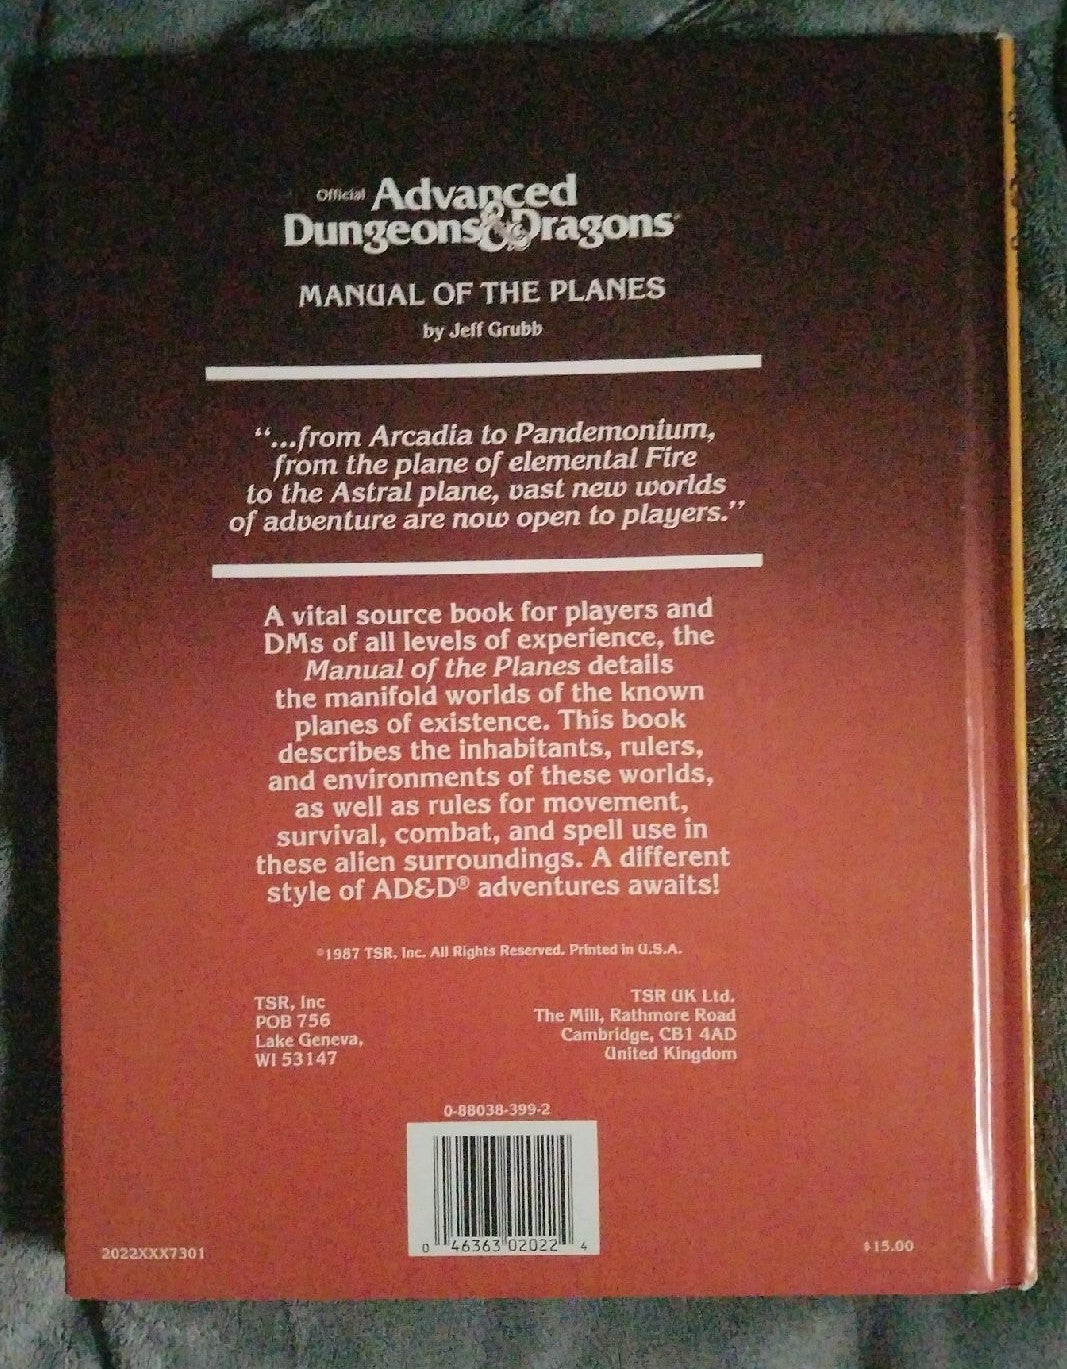 Official Advanced
Dungeons & Dragons®
MANUAL OF THE PLANES
by Jeff Grubb
"...from Arcadia to Pandemonium,
from the plane of elemental Fire
to the Astral plane, vast new worlds
of adventure are now open to players."
A vital source book for players and
DMs of all levels of experience, the
Manual of the Planes details
the manifold worlds of the known
planes of existence. This book
describes the inhabitants, rulers,
and environments of these worlds,
as well as rules for movement,
survival, combat, and spell use in
these alien surroundings. A different
style of AD&D® adventures awaits!
©1987 TSR, Inc. All Rights Reserved. Printed in U.S.A.
TSR, Inc
POB 756
Lake Geneva,
WI 53147
TSR UK Ltd.
The Mill, Rathmore Road
Cambridge, CB1 4AD
United Kingdom
0-88038-399-2
0 46363 02022 4
2022XXX7301
$15.00